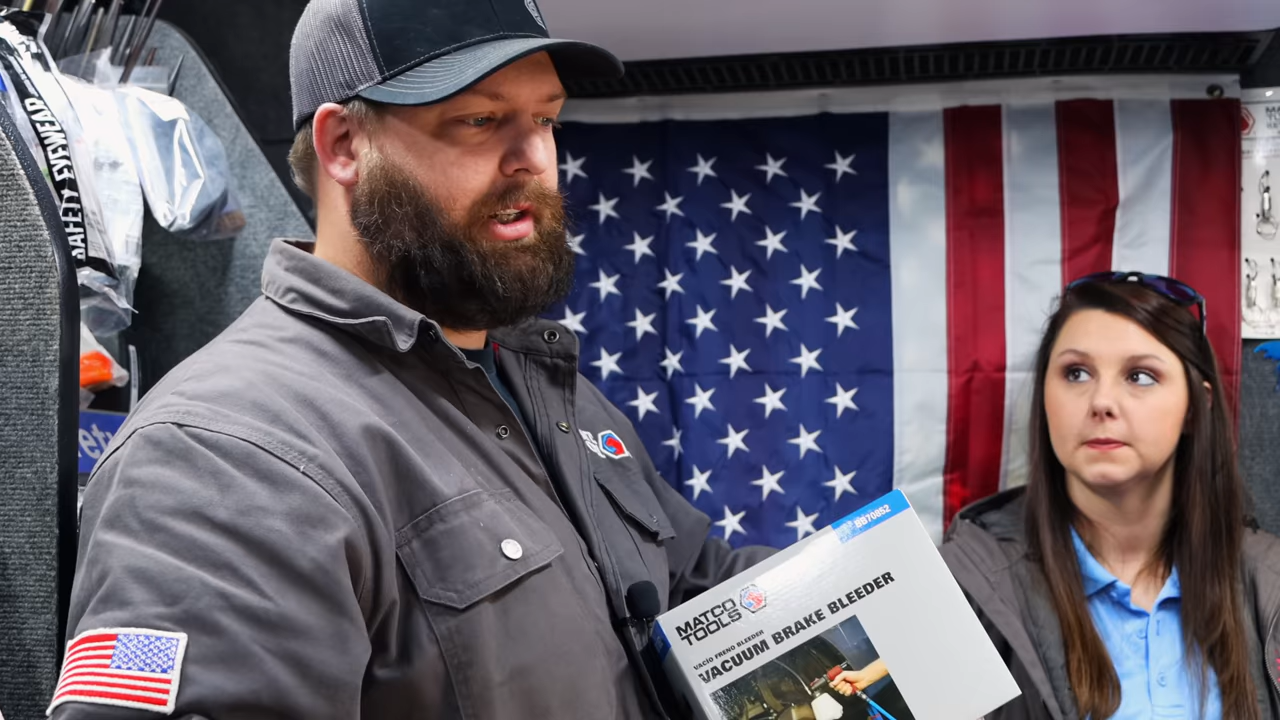 SAFETY EYEWEAR
BB70852
MATCO
TOOLS
VACÍO FRENO BLEEDER
VACUUM BRAKE BLEEDER